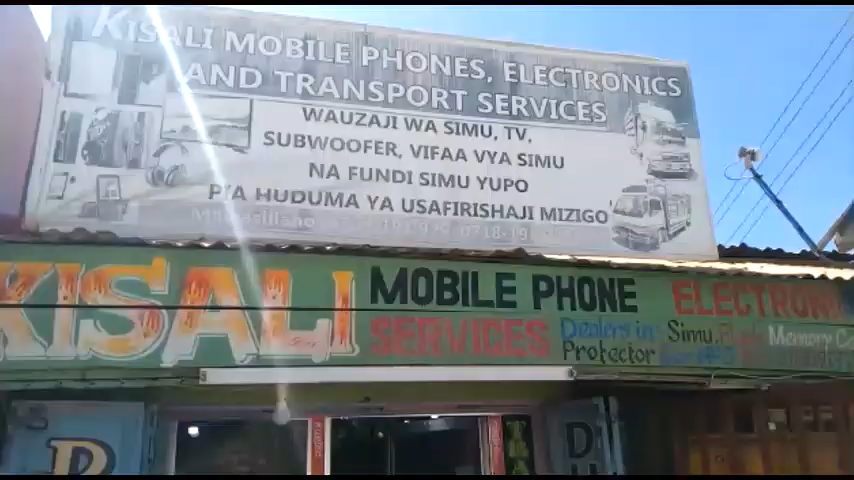 KISALI MOBILE PHONES, ELECTRONICS
AND TRANSPORT SERVICES
WAUZAJI WA SIMU, TV,
SUBWOOFER, VIFAA VYA SIMU
NA FUNDI SIMU YUPO
PIA HUDUMA YA USAFIRISHAJI MIZIGO
KISALI MOBILE PHONE ELECTRONI
SERVICES
Dealers in: Simu, Memory C
Protector